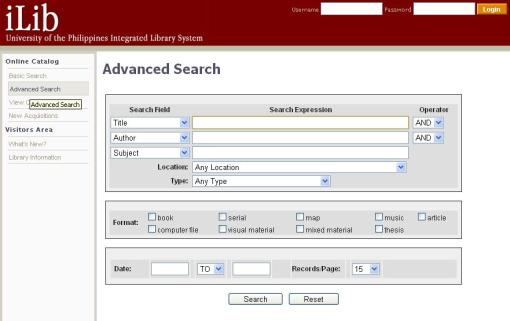 iLib
University of the Philippines Integrated Library System
Username Password Login
Online Catalog
Basic Search
Advanced Search
View
Advanced Search
New Acquisitions
Visitors Area
What's New?
Library Information
Advanced Search
Search Field Search Expression Operator
Title AND
Author AND
Subject
Location: Any Location
Type: Any Type
Format: book serial map music article
computer file visual material mixed material thesis
Date: TO Records/Page: 15
Search Reset